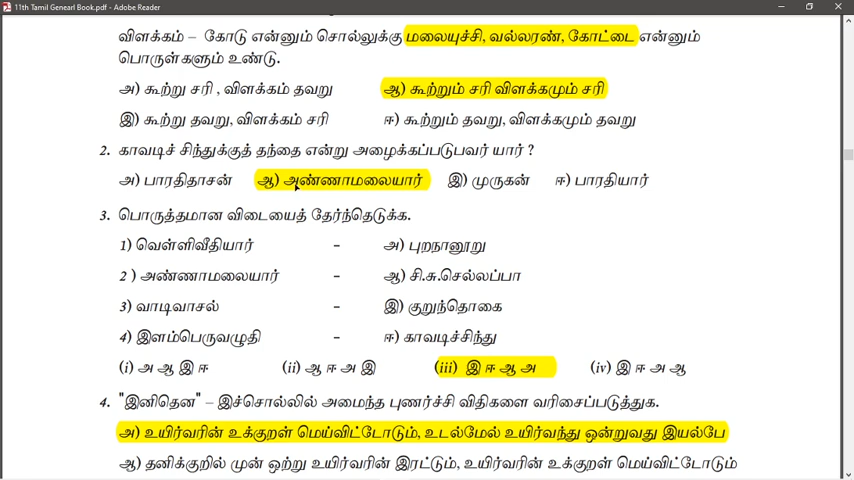 11th Tamil Genearl Book.pdf - Adobe Reader
விளக்கம் – கோடு என்னும் சொல்லுக்கு மலையுச்சி, வல்லரண், கோட்டை என்னும்
பொருள்களும் உண்டு.
அ) கூற்று சரி , விளக்கம் தவறு ஆ) கூற்றும் சரி விளக்கமும் சரி
இ) கூற்று தவறு, விளக்கம் சரி ஈ) கூற்றும் தவறு, விளக்கமும் தவறு
2. காவடிச் சிந்துக்குத் தந்தை என்று அழைக்கப்படுபவர் யார் ?
அ) பாரதிதாசன் ஆ) அண்ணாமலையார் இ) முருகன் ஈ) பாரதியார்
3. பொருத்தமான விடையைத் தேர்ந்தெடுக்க.
1) வெள்ளிவீதியார் – அ) புறநானூறு
2 ) அண்ணாமலையார் – ஆ) சி.சு.செல்லப்பா
3) வாடிவாசல் – இ) குறுந்தொகை
4) இளம்பெருவழுதி – ஈ) காவடிச்சிந்து
(i) அ ஆ இ ஈ (ii) ஆ ஈ அ இ (iii) இ ஈ ஆ அ (iv) இ ஈ அ ஆ
4. "இனிதென" – இச்சொல்லில் அமைந்த புணர்ச்சி விதிகளை வரிசைப்படுத்துக.
அ) உயிர்வரின் உக்குறள் மெய்விட்டோடும், உடல்மேல் உயிர்வந்து ஒன்றுவது இயல்பே
ஆ) தனிக்குறில் முன் ஒற்று உயிர்வரின் இரட்டும், உயிர்வரின் உக்குறள் மெய்விட்டோடும்